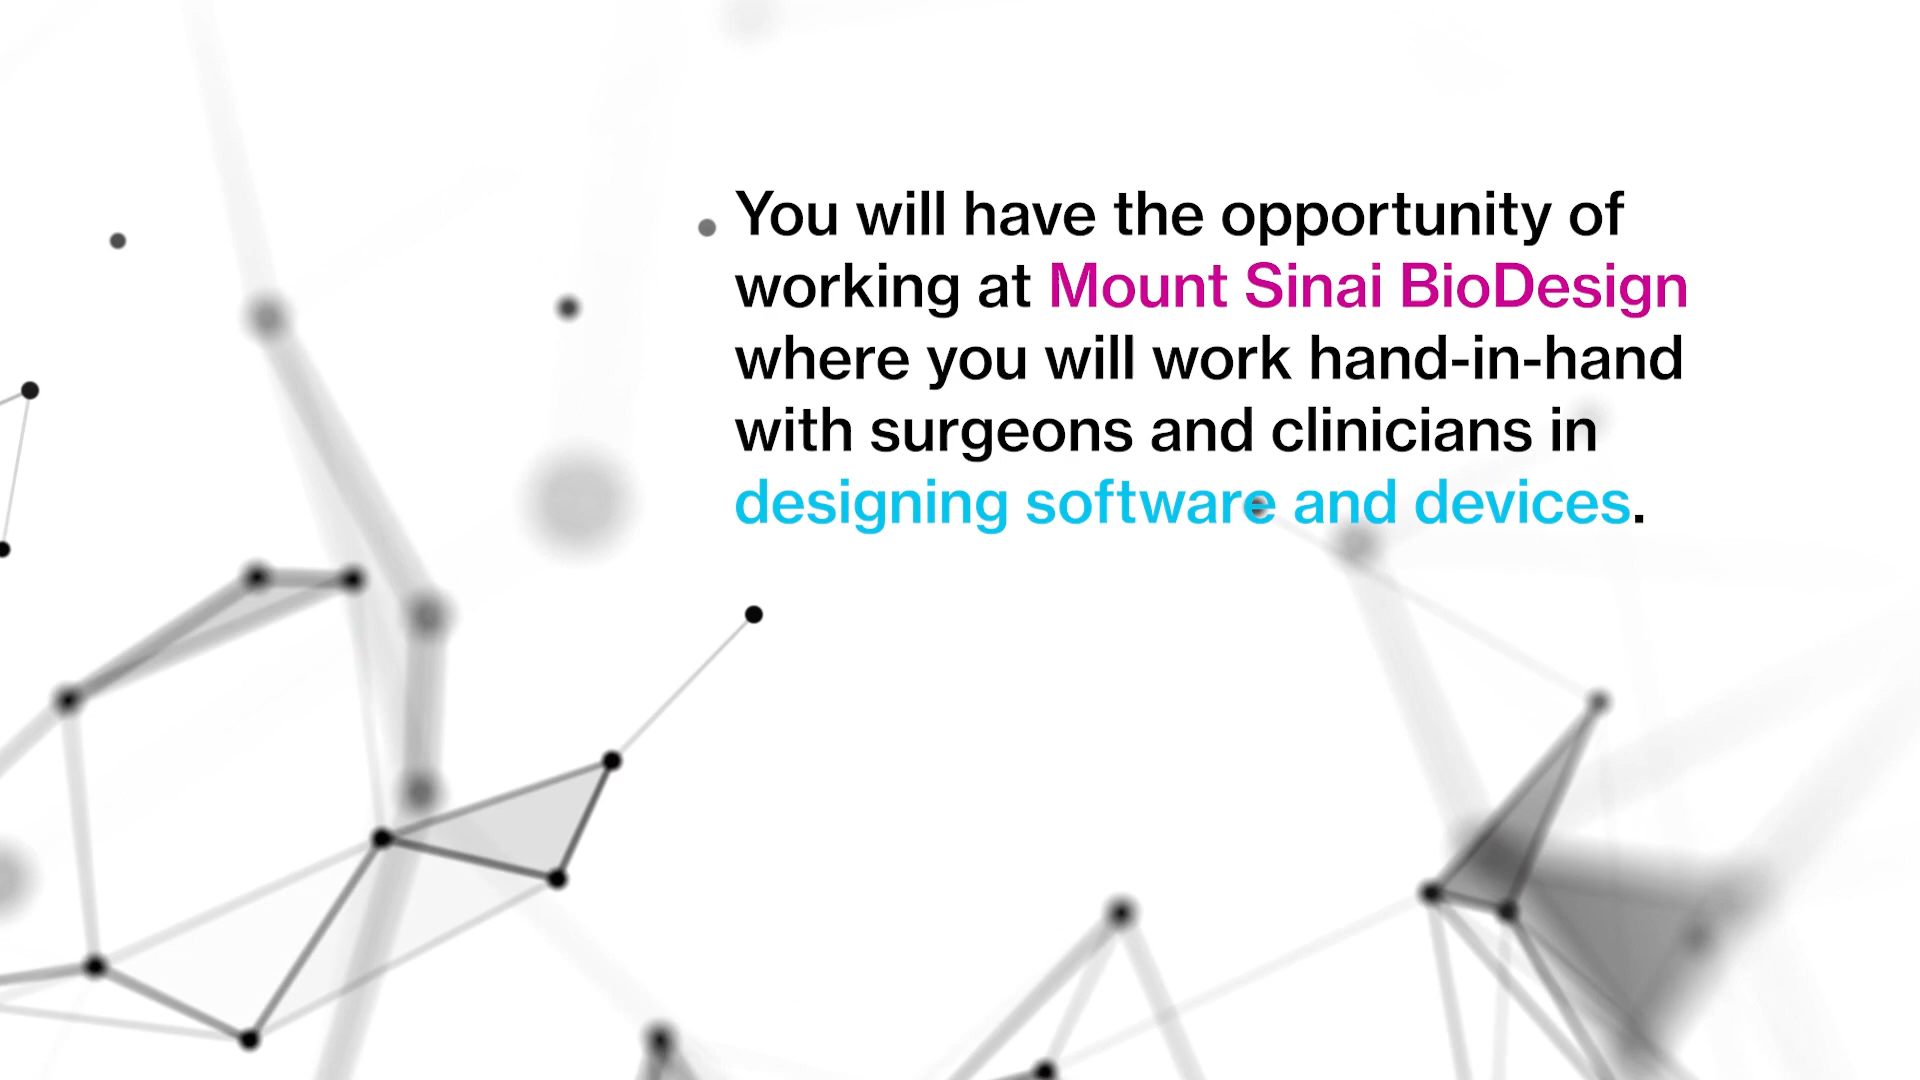 You will have the opportunity of
working at Mount Sinai BioDesign
where you will work hand-in-hand
with surgeons and clinicians in
designing software and devices.